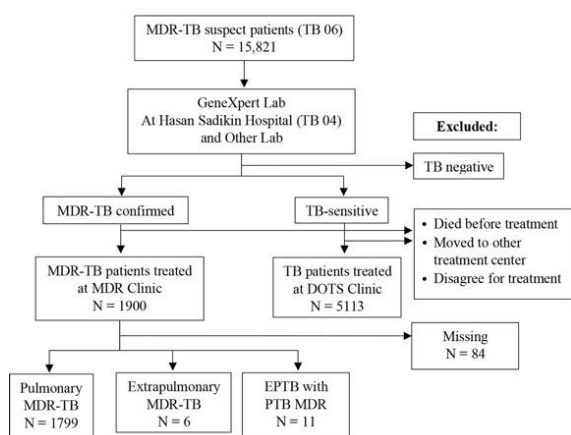 MDR-TB suspect patients (TB 06)
N = 15,821
GeneXpert Lab
At Hasan Sadikin Hospital (TB 04)
and Other Lab
Excluded:
TB negative
MDR-TB confirmed
TB-sensitive
• Died before treatment
• Moved to other
treatment center
• Disagree for treatment
MDR-TB patients treated
at MDR Clinic
N = 1900
TB patients treated
at DOTS Clinic
N = 5113
Missing
N = 84
Pulmonary
MDR-TB
N = 1799
Extrapulmonary
MDR-TB
N = 6
EPTB with
PTB MDR
N = 11